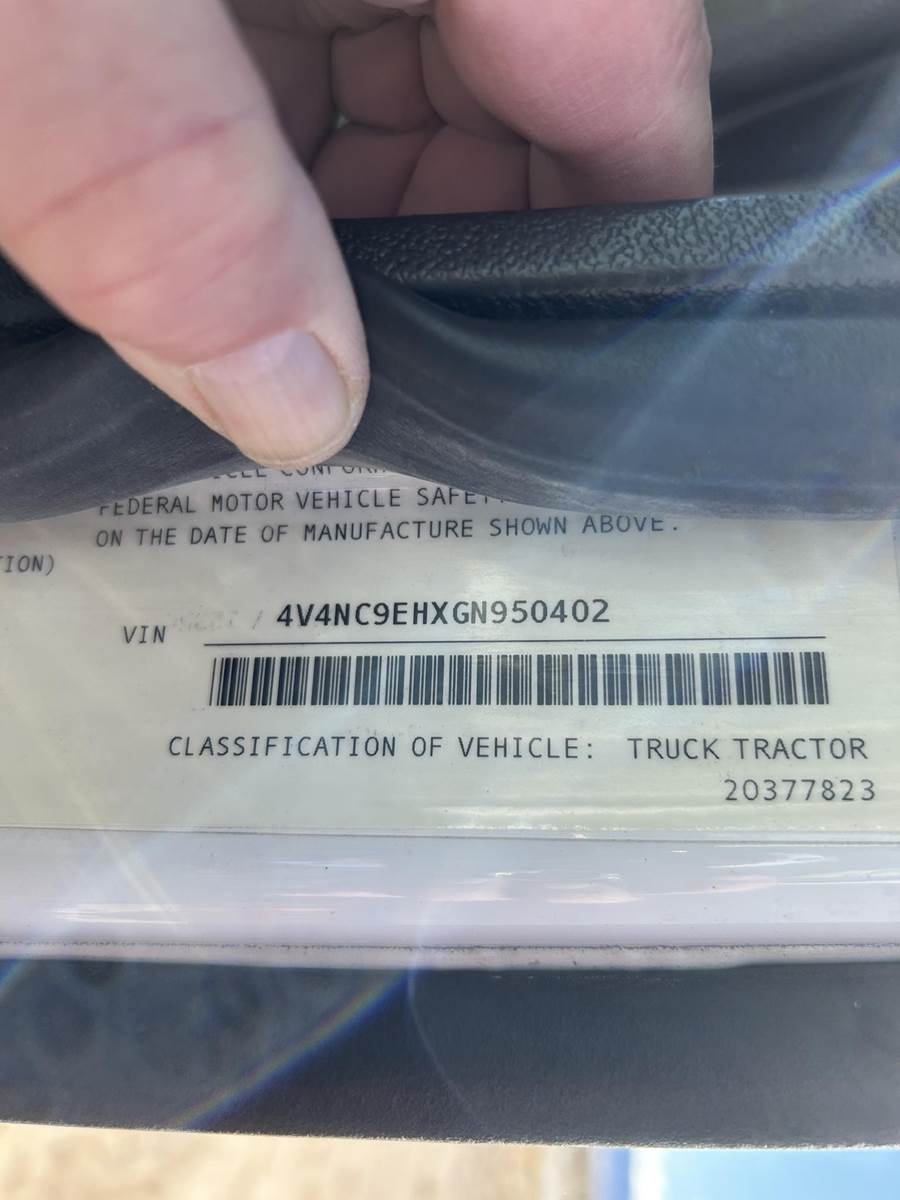 FEDERAL MOTOR VEHICLE
ON THE DATE OF MANUFACTURE SHOWN ABOVE.
VIN 4V4NC9EHXGN950402
CLASSIFICATION OF VEHICLE: TRUCK TRACTOR
20377823